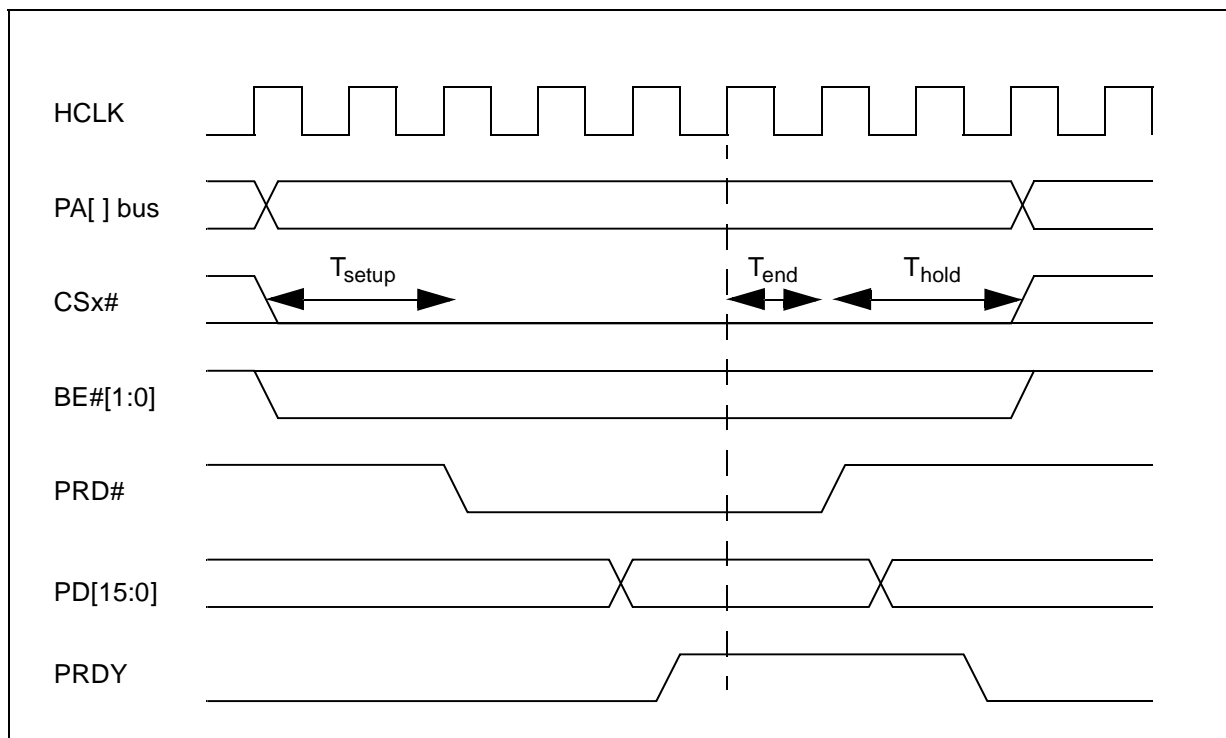 HCLK
PA[ ] bus
CSx#
Tsetup
Tend
Thold
BE#[1:0]
PRD#
PD[15:0]
PRDY